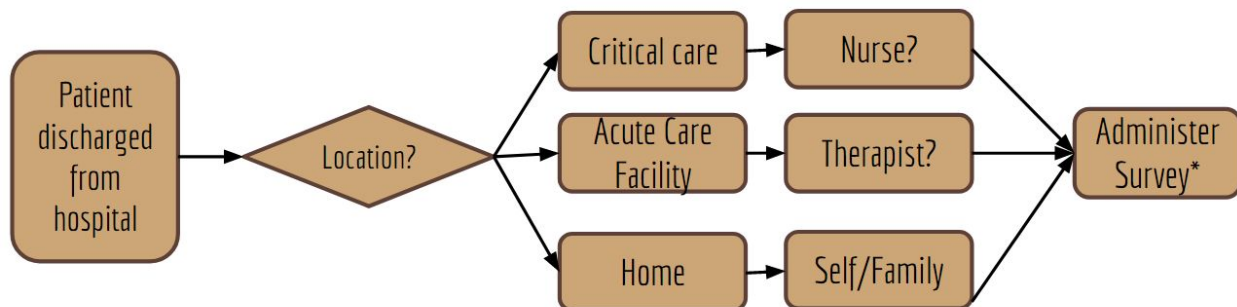 Patient
discharged
from
hospital
Location?
Critical care
Nurse?
Acute Care
Facility
Therapist?
Home
Self/Family
Administer
Survey*